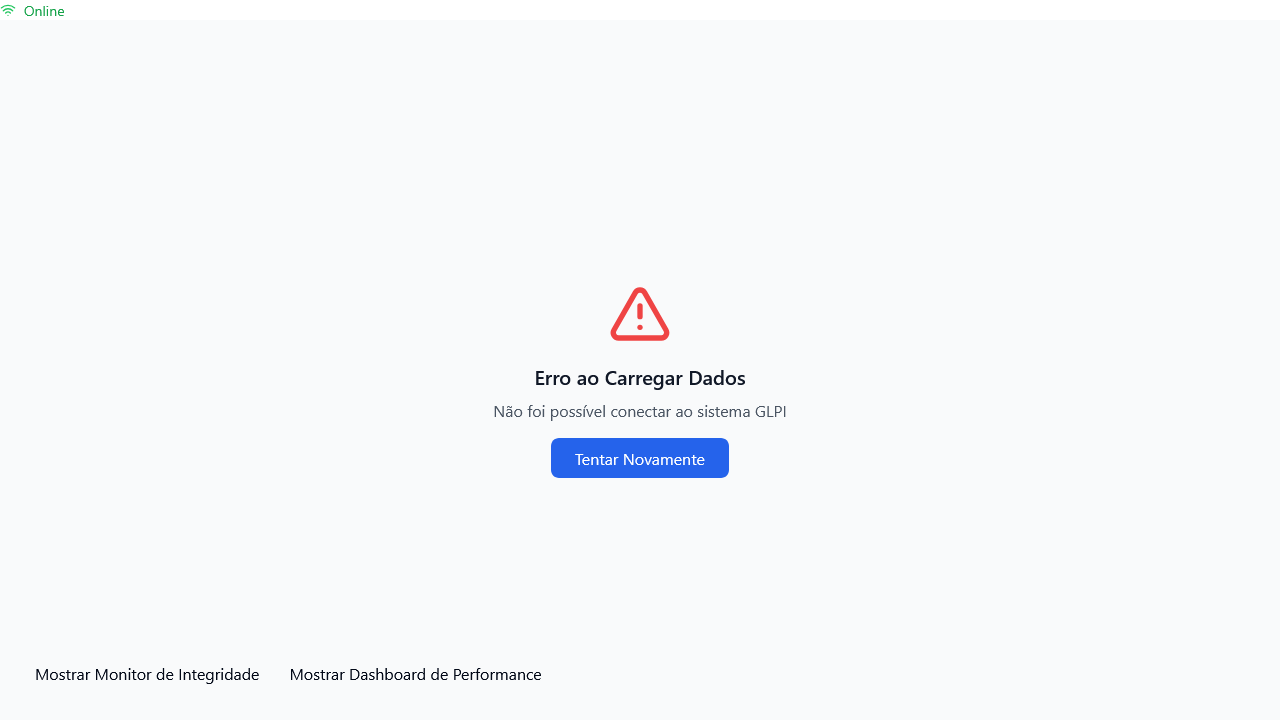 Online
Erro ao Carregar Dados
Não foi possível conectar ao sistema GLPI
Tentar Novamente
Mostrar Monitor de Integridade
Mostrar Dashboard de Performance